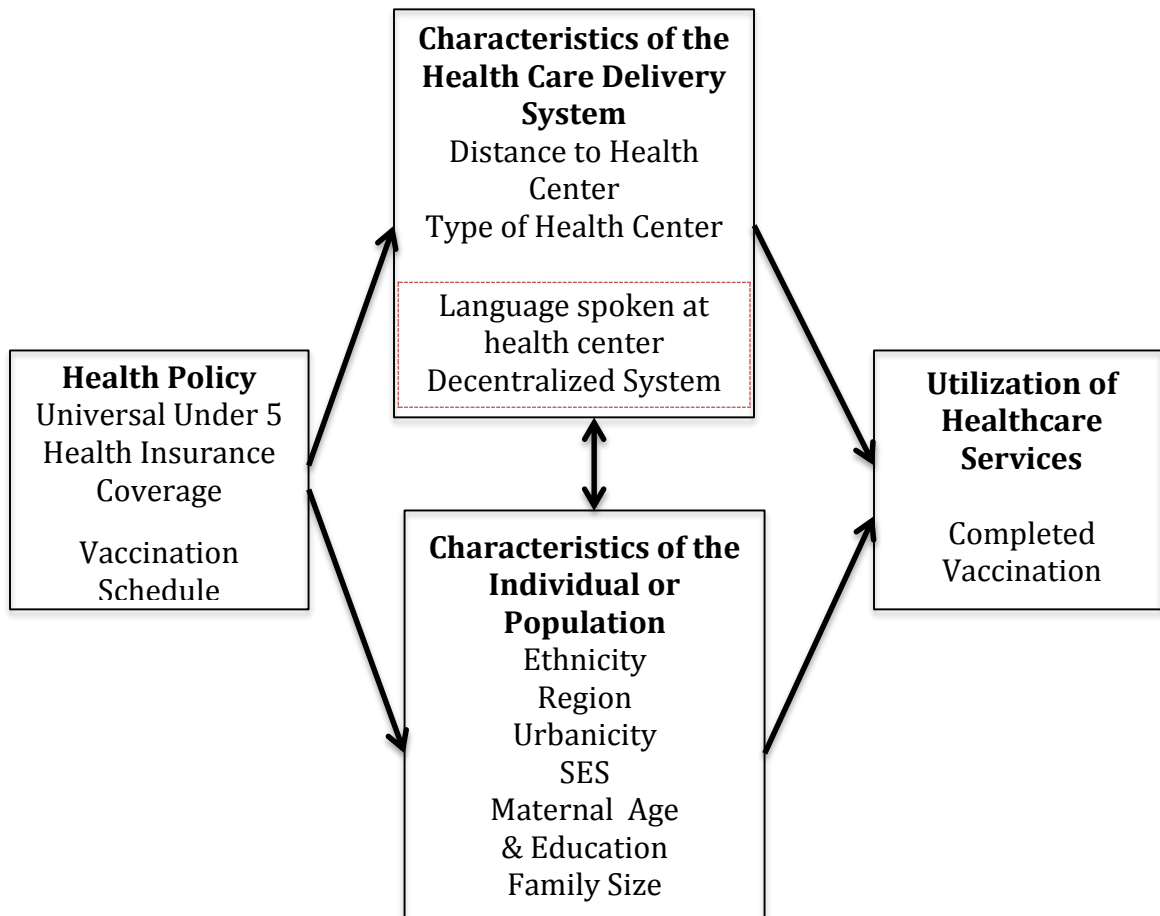 Characteristics of the
Health Care Delivery
System
Distance to Health
Center
Type of Health Center
Language spoken at
health center
Decentralized System
Health Policy
Universal Under 5
Health Insurance
Coverage
Vaccination
Schedule
Utilization of
Healthcare
Services
Completed
Vaccination
Characteristics of the
Individual or
Population
Ethnicity
Region
Urbanicity
SES
Maternal Age
& Education
Family Size